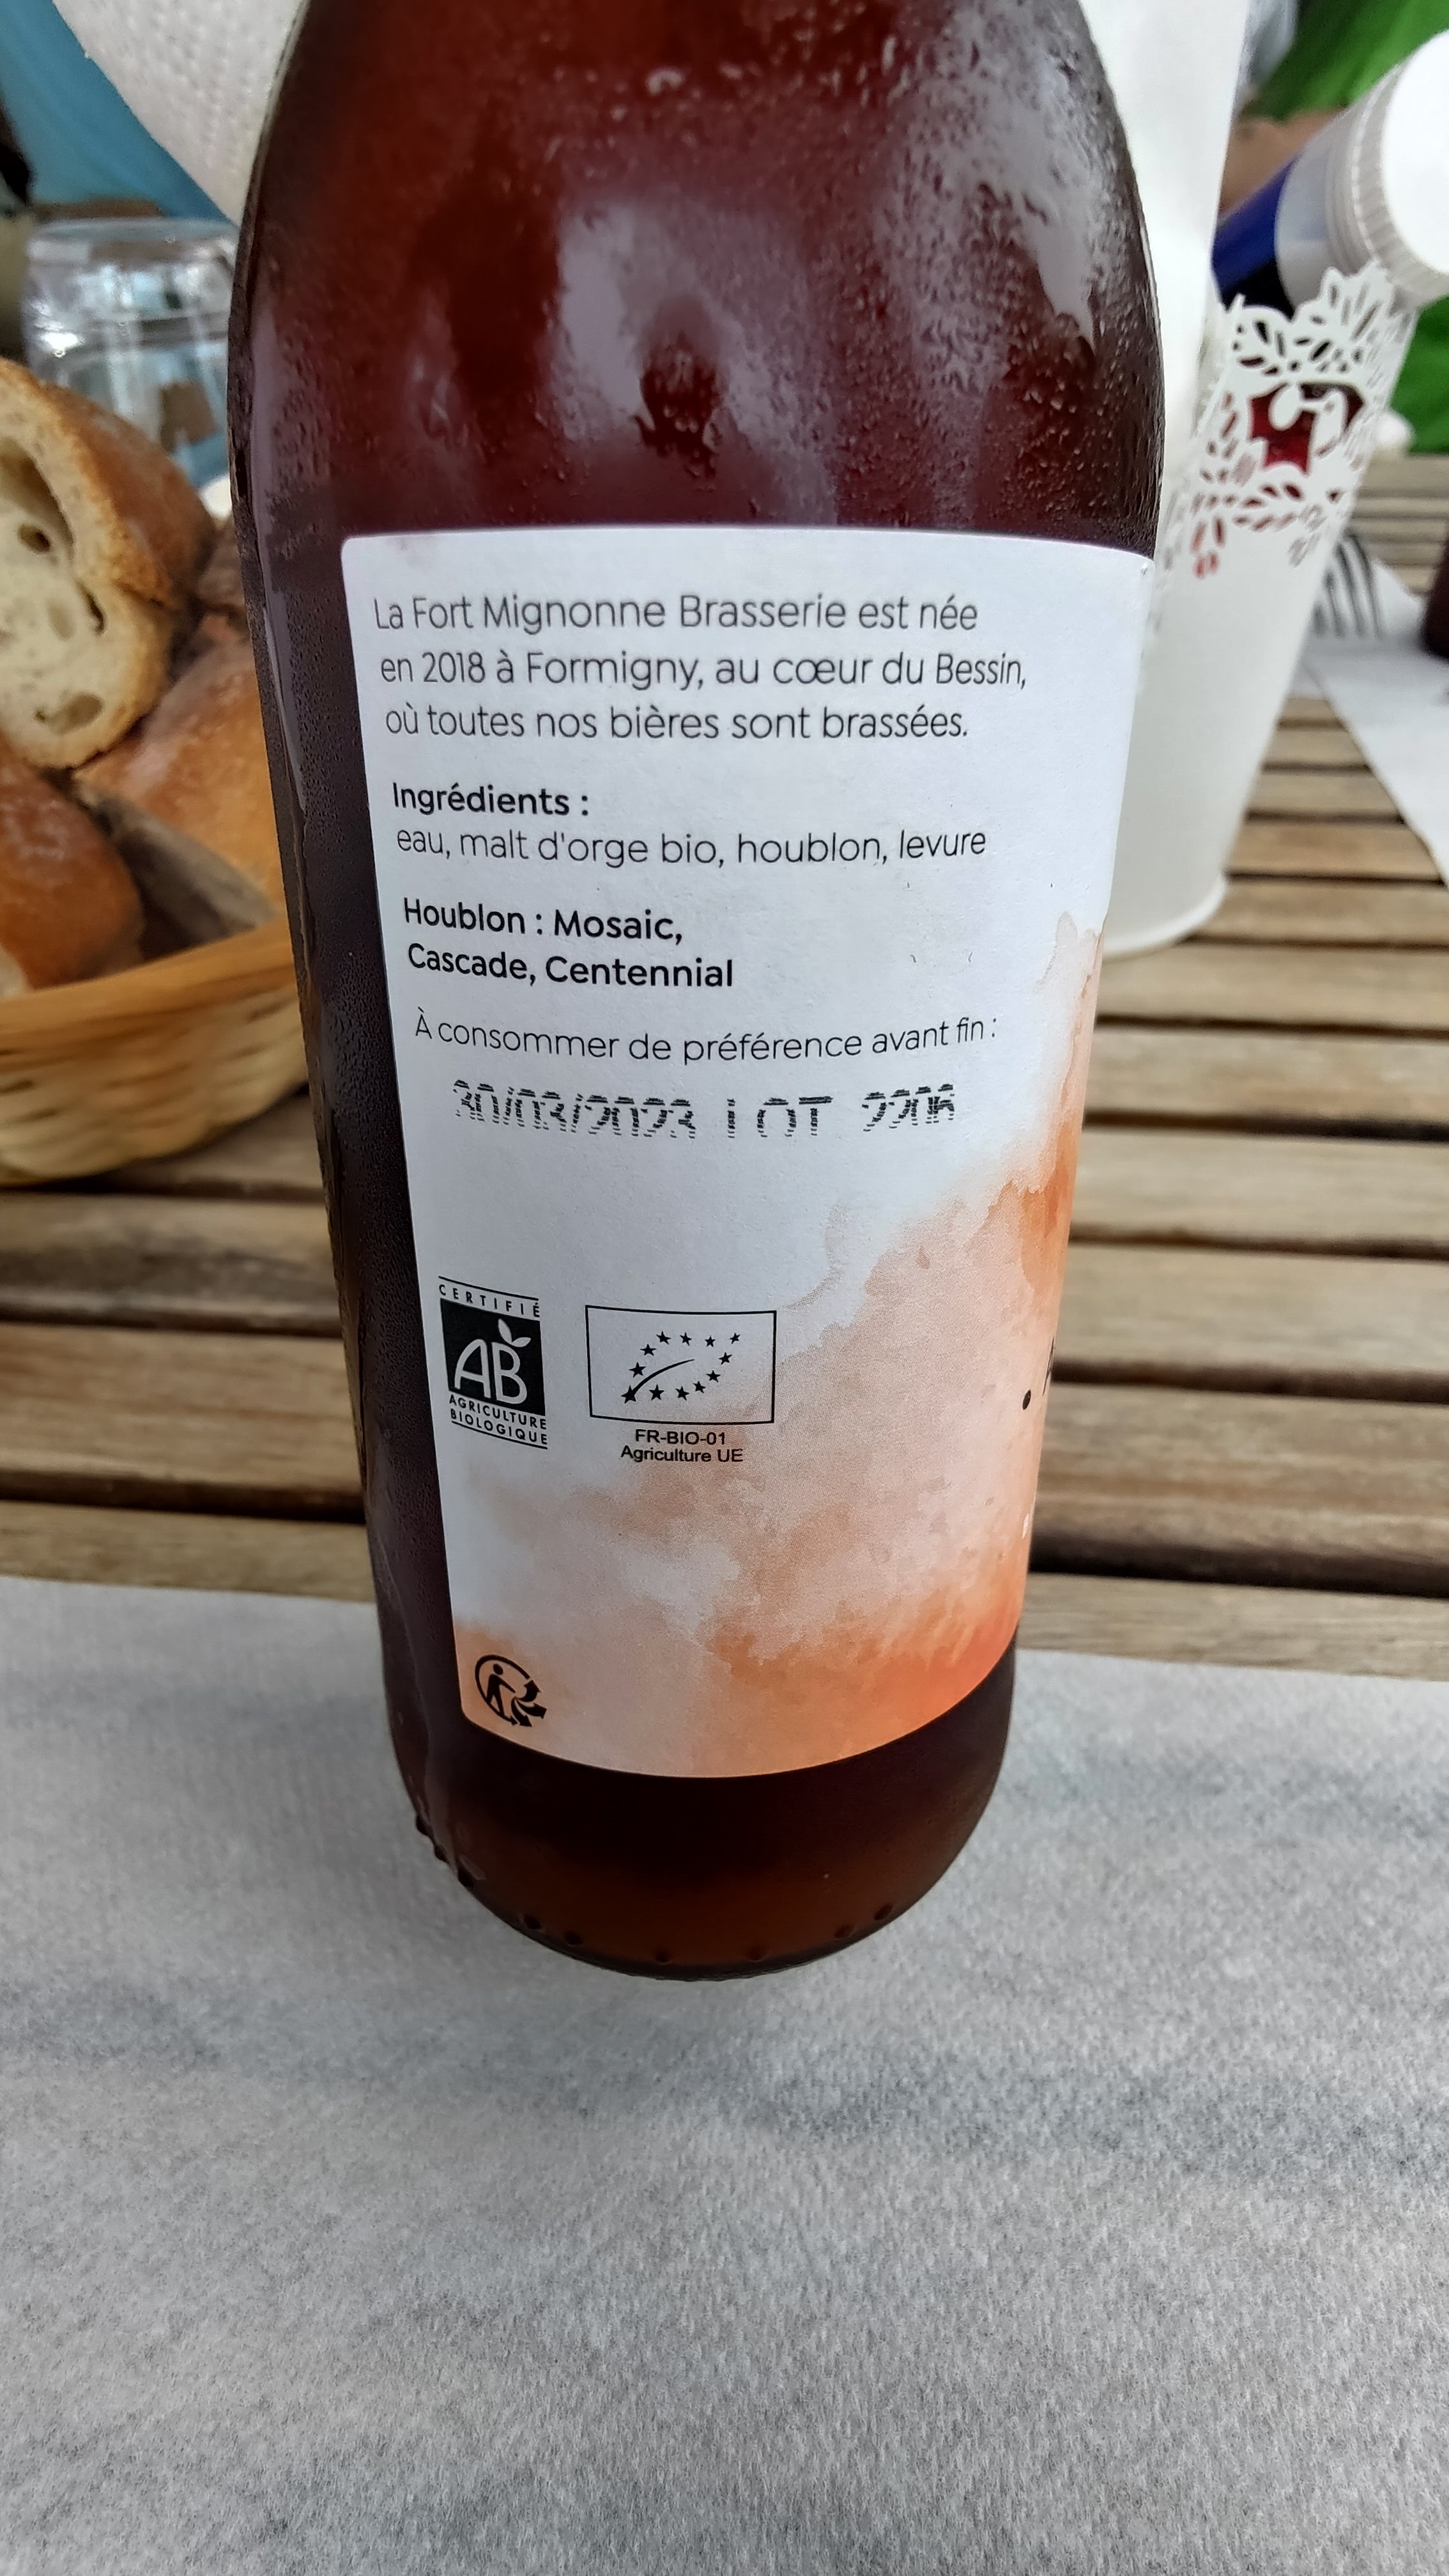 La Fort Mignonne Brasserie est née
en 2018 à Formigny, au cœur du Bessin,
où toutes nos bières sont brassées.
Ingrédients :
eau, malt d'orge bio, houblon, levure
Houblon : Mosaic,
Cascade, Centennial
À consommer de préférence avant fin :
30/03/2023 LOT 2206
CERTIFIÉ
AB
AGRICULTURE
BIOLOGIQUE
FR-BIO-01
Agriculture UE